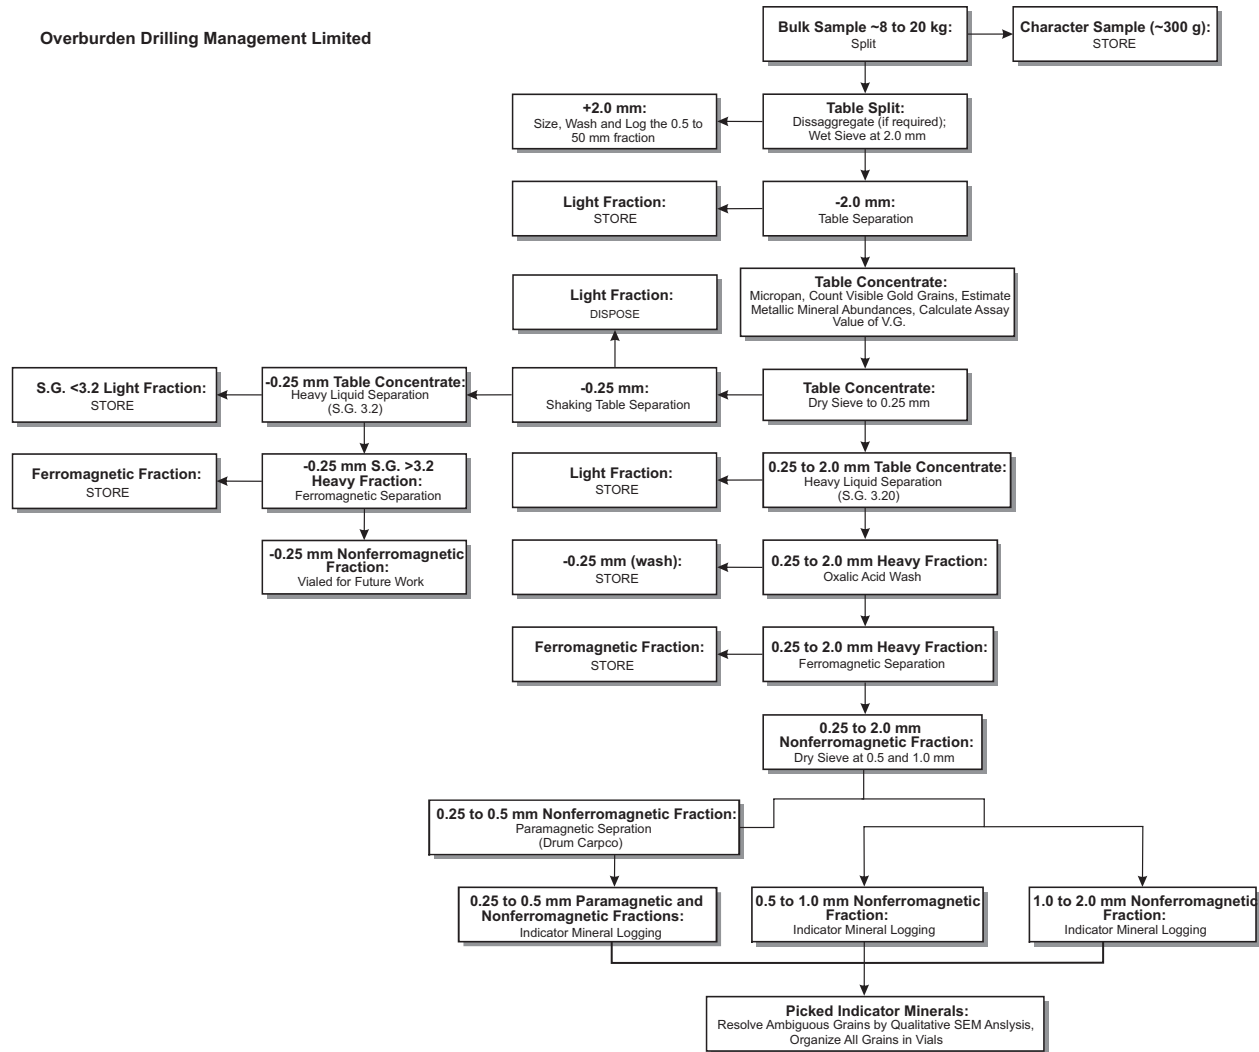 Overburden Drilling Management Limited
Bulk Sample ~8 to 20 kg:
Split
Character Sample (~300 g):
STORE
+2.0 mm:
Size, Wash and Log the 0.5 to
50 mm fraction
Table Split:
Dissaggregate (if required);
Wet Sieve at 2.0 mm
Light Fraction:
STORE
-2.0 mm:
Table Separation
Light Fraction:
DISPOSE
Table Concentrate:
Micropan, Count Visible Gold Grains, Estimate
Metallic Mineral Abundances, Calculate Assay
Value of V.G.
S.G. <3.2 Light Fraction:
STORE
-0.25 mm Table Concentrate:
Heavy Liquid Separation
(S.G. 3.2)
-0.25 mm:
Shaking Table Separation
Table Concentrate:
Dry Sieve to 0.25 mm
Ferromagnetic Fraction:
STORE
-0.25 mm S.G. >3.2
Heavy Fraction:
Ferromagnetic Separation
Light Fraction:
STORE
0.25 to 2.0 mm Table Concentrate:
Heavy Liquid Separation
(S.G. 3.20)
-0.25 mm Nonferromagnetic
Fraction:
Vialed for Future Work
-0.25 mm (wash):
STORE
0.25 to 2.0 mm Heavy Fraction:
Oxalic Acid Wash
Ferromagnetic Fraction:
STORE
0.25 to 2.0 mm Heavy Fraction:
Ferromagnetic Separation
0.25 to 2.0 mm
Nonferromagnetic Fraction:
Dry Sieve at 0.5 and 1.0 mm
0.25 to 0.5 mm Nonferromagnetic Fraction:
Paramagnetic Sepration
(Drum Carpco)
0.25 to 0.5 mm Paramagnetic and
Nonferromagnetic Fractions:
Indicator Mineral Logging
0.5 to 1.0 mm Nonferromagnetic
Fraction:
Indicator Mineral Logging
1.0 to 2.0 mm Nonferromagnetic
Fraction:
Indicator Mineral Logging
Picked Indicator Minerals:
Resolve Ambiguous Grains by Qualitative SEM Anslysis,
Organize All Grains in Vials